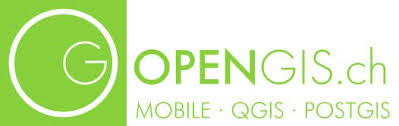 G
OPENGIS.ch
MOBILE · QGIS · POSTGIS